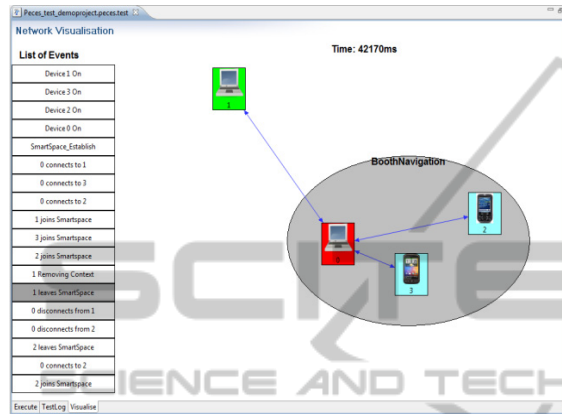 Peces_test_demoproject.peces.test
Network Visualisation
List of Events
Time: 42170ms
Device 1 On
Device 3 On
Device 2 On
Device 0 On
SmartSpace_Establish
0 connects to 1
0 connects to 3
0 connects to 2
1 joins Smartspace
3 joins Smartspace
2 joins Smartspace
1 Removing Context
1 leaves SmartSpace
0 disconnects from 1
0 disconnects from 2
2 leaves SmartSpace
0 connects to 2
2 joins Smartspace
1
BoothNavigation
2
0
3
SCITE
SCIENCE AND TECH
Execute TestLog Visualise